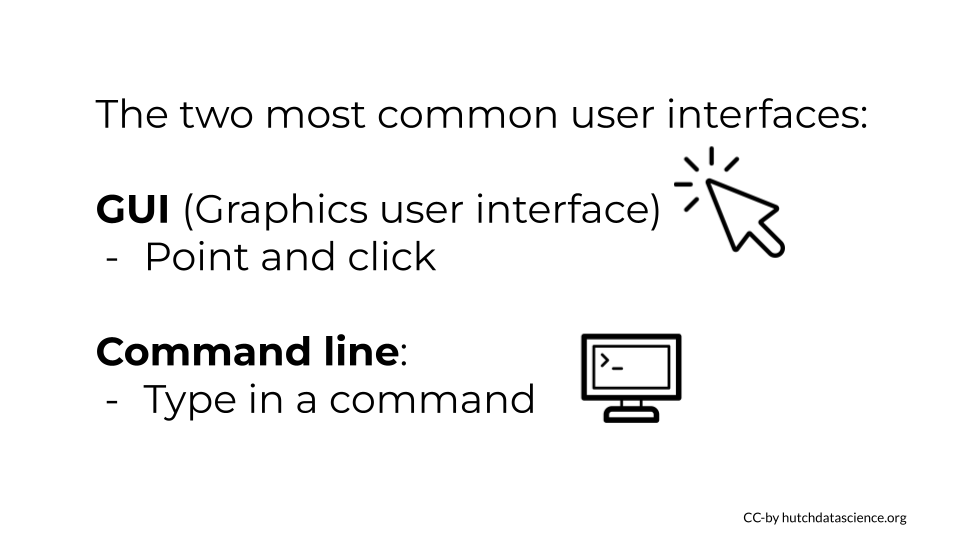 The two most common user interfaces:
GUI (Graphics user interface)
- Point and click
Command line:
- Type in a command
>_
CC-by hutchdatascience.org